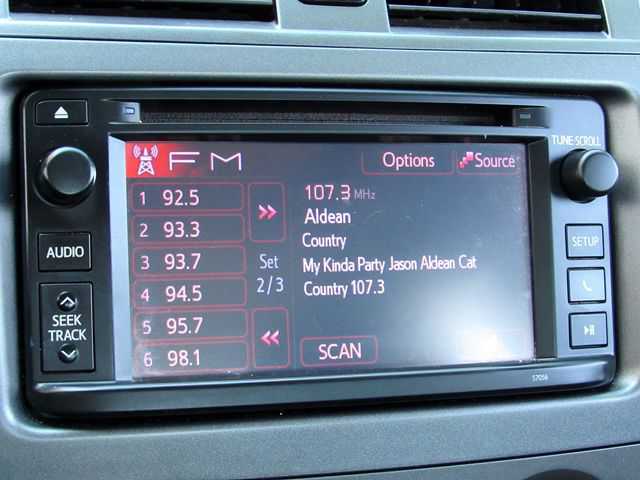 TUNE·SCROLL
FM
Options
Source
1 92.5
2 93.3
3 93.7
4 94.5
5 95.7
6 98.1
Set
2/3
107.3 MHz
Aldean
Country
My Kinda Party Jason Aldean Cat
Country 107.3
SCAN
AUDIO
SEEK
TRACK
SETUP
57056